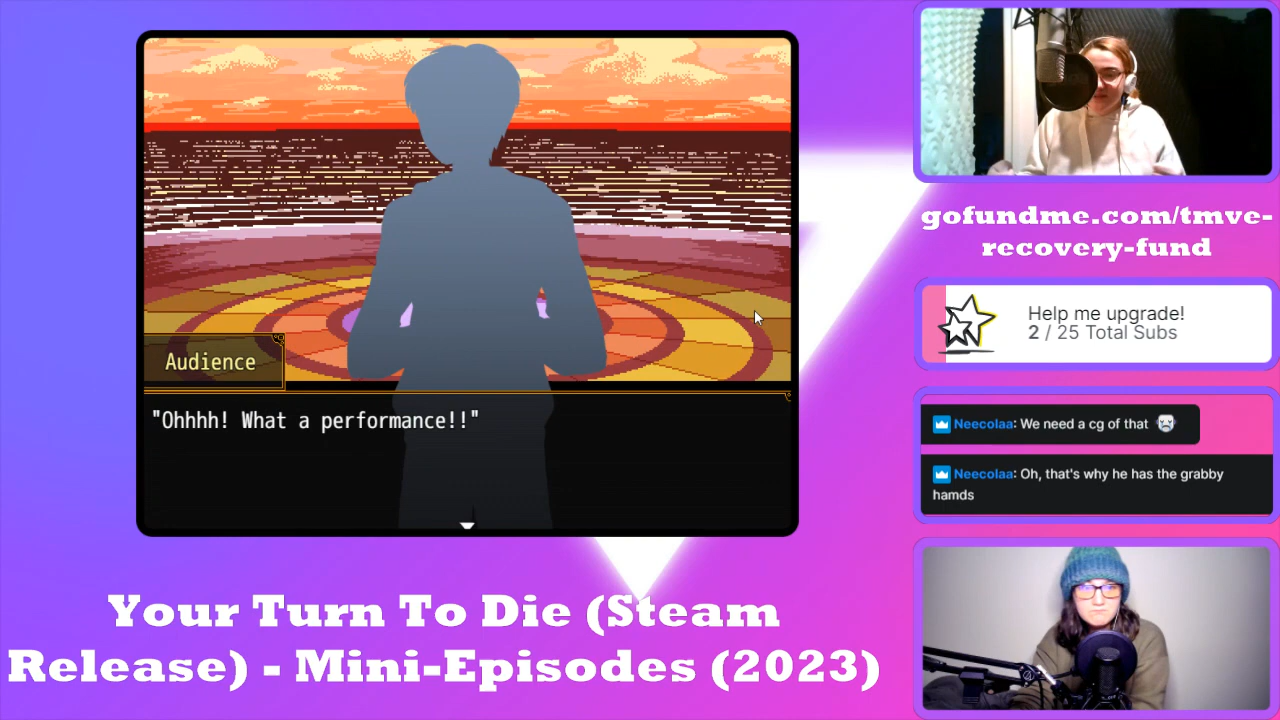 Audience
"Ohhhh! What a performance!!"
Your Turn To Die (Steam
Release) - Mini-Episodes (2023)
gofundme.com/tmve-
recovery-fund
Help me upgrade!
2 / 25 Total Subs
Neecolaa: We need a cg of that
Neecolaa: Oh, that's why he has the grabby
hamds